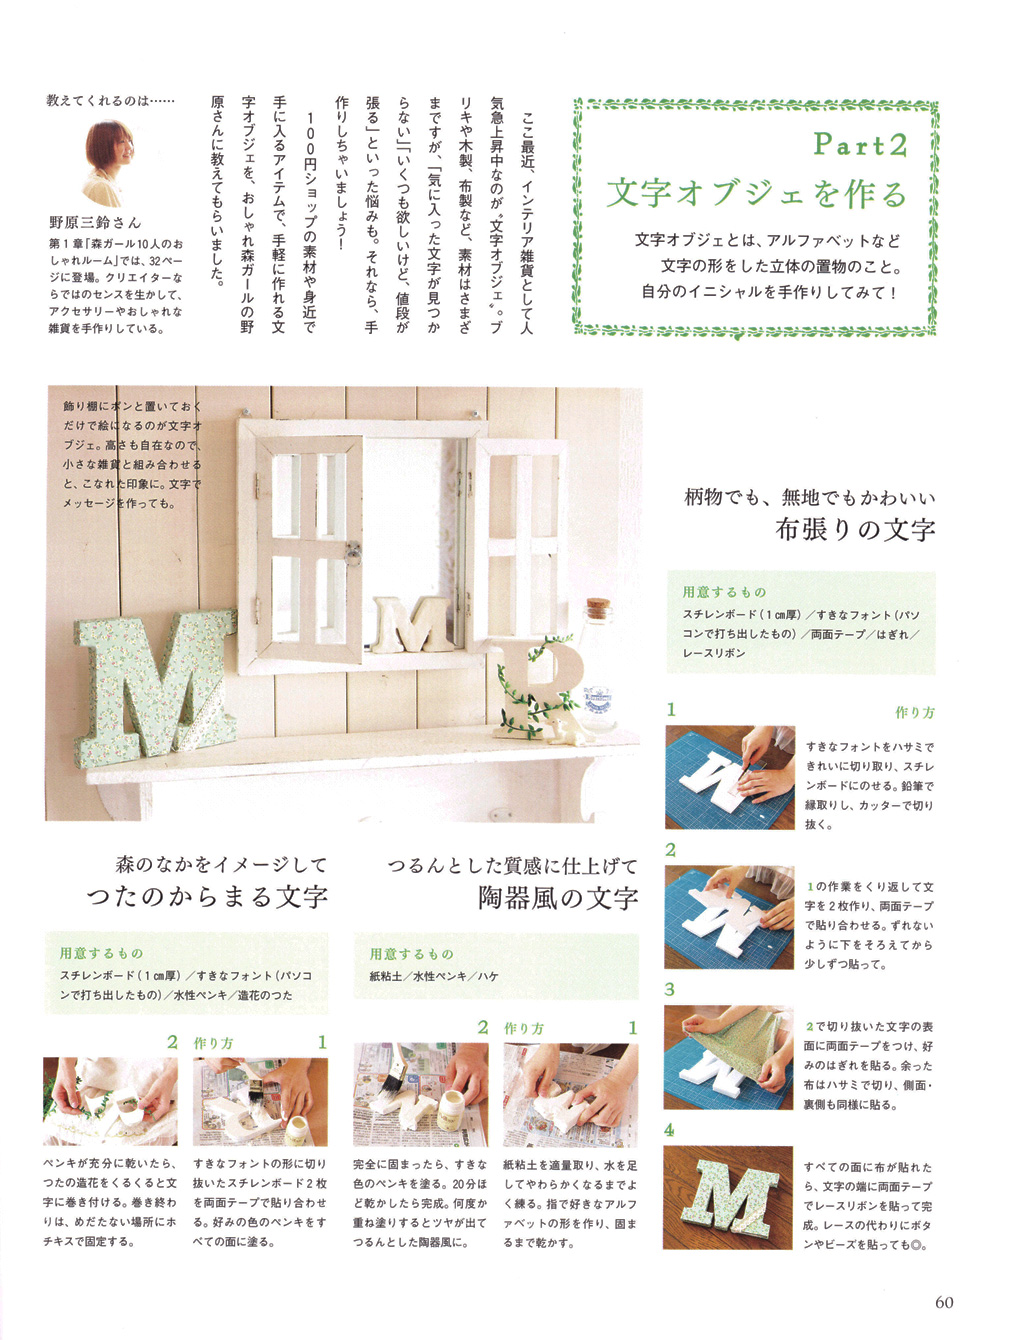 Part2
文字オブジェを作る
文字オブジェとは、アルファベットなど
文字の形をした立体の置物のこと。
自分のイニシャルを手作りしてみて！
ここ最近、インテリア雑貨として人
気急上昇中なのが〝文字オブジェ〟。ブ
リキや木製、布製など、素材はさまざ
まですが、「気に入った文字が見つか
らない」「いくつも欲しいけど、値段が
張る」といった悩みも。それなら、手
作りしちゃいましょう！
100円ショップの素材や身近で
手に入るアイテムで、手軽に作れる文
字オブジェを、おしゃれ森ガールの野
原さんに教えてもらいました。
教えてくれるのは……
野原三鈴さん
第1章「森ガール10人のお
しゃれルーム」では、32ペー
ジに登場。クリエイターな
らではのセンスを生かして、
アクセサリーやおしゃれな
雑貨を手作りしている。
飾り棚にポンと置いておく
だけで絵になるのが文字オ
ブジェ。高さも自在なので、
小さな雑貨と組み合わせる
と、こなれた印象に。文字で
メッセージを作っても。
M
M
R
柄物でも、無地でもかわいい
布張りの文字
用意するもの
スチレンボード（1㎝厚）／すきなフォント（パソ
コンで打ち出したもの）／両面テープ／はぎれ／
レースリボン
作り方
1
すきなフォントをハサミで
きれいに切り取り、スチレ
ンボードにのせる。鉛筆で
縁取りし、カッターで切り
抜く。
2
1の作業をくり返して文
字を2枚作り、両面テープ
で貼り合わせる。ずれない
ように下をそろえてから
少しずつ貼って。
3
2で切り抜いた文字の表
面に両面テープをつけ、好
みのはぎれを貼る。余った
布はハサミで切り、側面・
裏側も同様に貼る。
4
すべての面に布が貼れた
ら、文字の端に両面テープ
でレースリボンを貼って完
成。レースの代わりにボタ
ンやビーズを貼っても◎。
つるんとした質感に仕上げて
陶器風の文字
用意するもの
紙粘土／水性ペンキ／ハケ
作り方
1
紙粘土を適量取り、水を足
してやわらかくなるまでよ
く練る。指で好きなアルフ
ァベットの形を作り、固ま
るまで乾かす。
2
完全に固まったら、すきな
色のペンキを塗る。20分ほ
ど乾かしたら完成。何度か
重ね塗りするとツヤが出て
つるんとした陶器風に。
森のなかをイメージして
つたのからまる文字
用意するもの
スチレンボード（1㎝厚）／すきなフォント（パソコ
ンで打ち出したもの）／水性ペンキ／造花のつた
作り方
1
すきなフォントの形に切り
抜いたスチレンボード2枚
を両面テープで貼り合わせ
る。好みの色のペンキをす
べての面に塗る。
2
ペンキが充分に乾いたら、
つたの造花をくるくると文
字に巻き付ける。巻き終わ
りは、めだたない場所にホ
チキスで固定する。
60